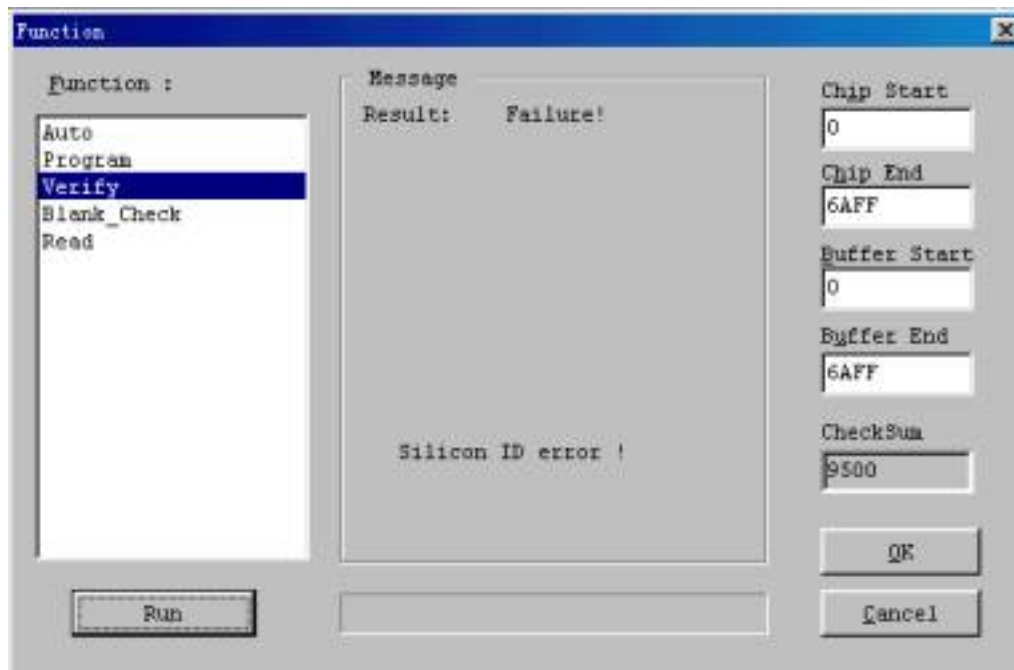 Function
Function :
Auto
Program
Verify
Blank_Check
Read
Run
Message
Result: Failure!
Silicon ID error !
Chip Start
0
Chip End
6AFF
Buffer Start
0
Buffer End
6AFF
CheckSum
9500
OK
Cancel